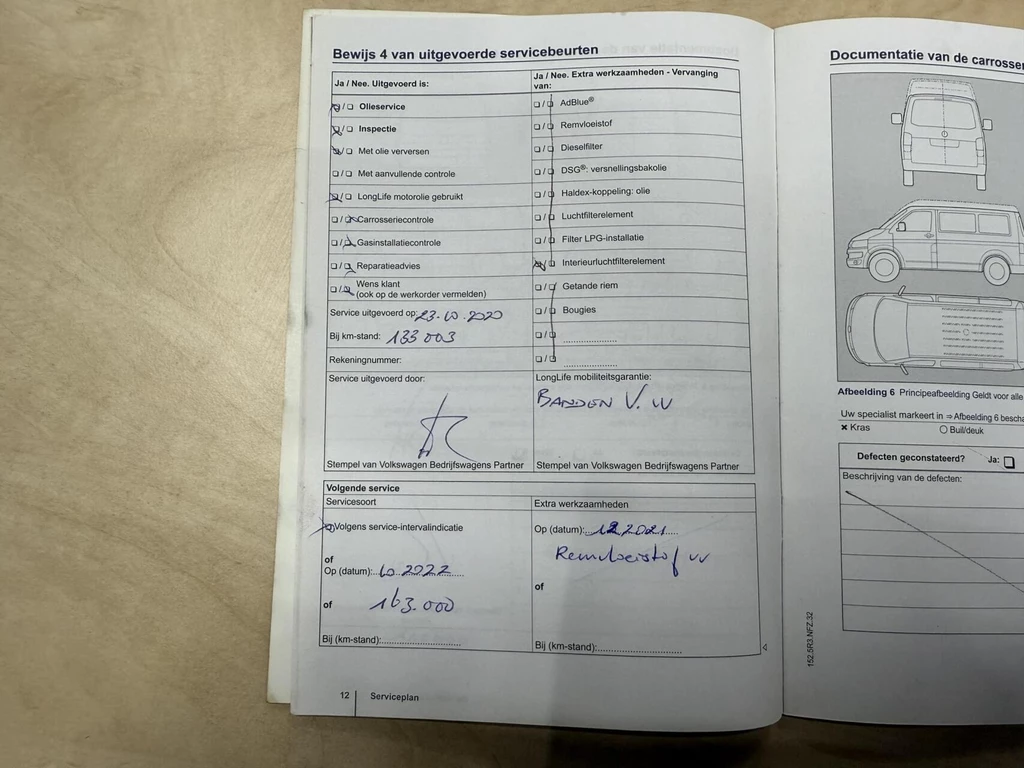 Bewijs 4 van uitgevoerde servicebeurten
Ja / Nee. Uitgevoerd is:
Olieservice
Inspectie
Met olie verversen
Met aanvullende controle
LongLife motorolie gebruikt
Carrosseriecontrole
Gasinstallatiecontrole
Reparatieadvies
Wens klant
(ook op de werkorder vermelden)
Service uitgevoerd op: 23-10-2020
Bij km-stand: 133 003
Rekeningnummer:
Service uitgevoerd door:
Stempel van Volkswagen Bedrijfswagens Partner
Ja / Nee. Extra werkzaamheden - Vervanging
van:
AdBlue®
Remvloeistof
Dieselfilter
DSG®: versnellingsbakolie
Haldex-koppeling: olie
Luchtfilterelement
Filter LPG-installatie
Interieurluchtfilterelement
Getande riem
Bougies
LongLife mobiliteitsgarantie:
BANDEN V.W
Stempel van Volkswagen Bedrijfswagens Partner
Volgende service
Servicesoort
Volgens service-intervalindicatie
of
Op (datum): 10 2022
of 163.000
Bij (km-stand):
Extra werkzaamheden
Op (datum): 12 2021
Remvloeistof vv
of
Bij (km-stand):
12 Serviceplan
Documentatie van de carrosser
Afbeelding 6 Principeafbeelding Geldt voor alle
Uw specialist markeert in ⇒ Afbeelding 6 bescha
× Kras
O Buil/deuk
Defecten geconstateerd? Ja:
Beschrijving van de defecten:
152.5R3.NFZ.32